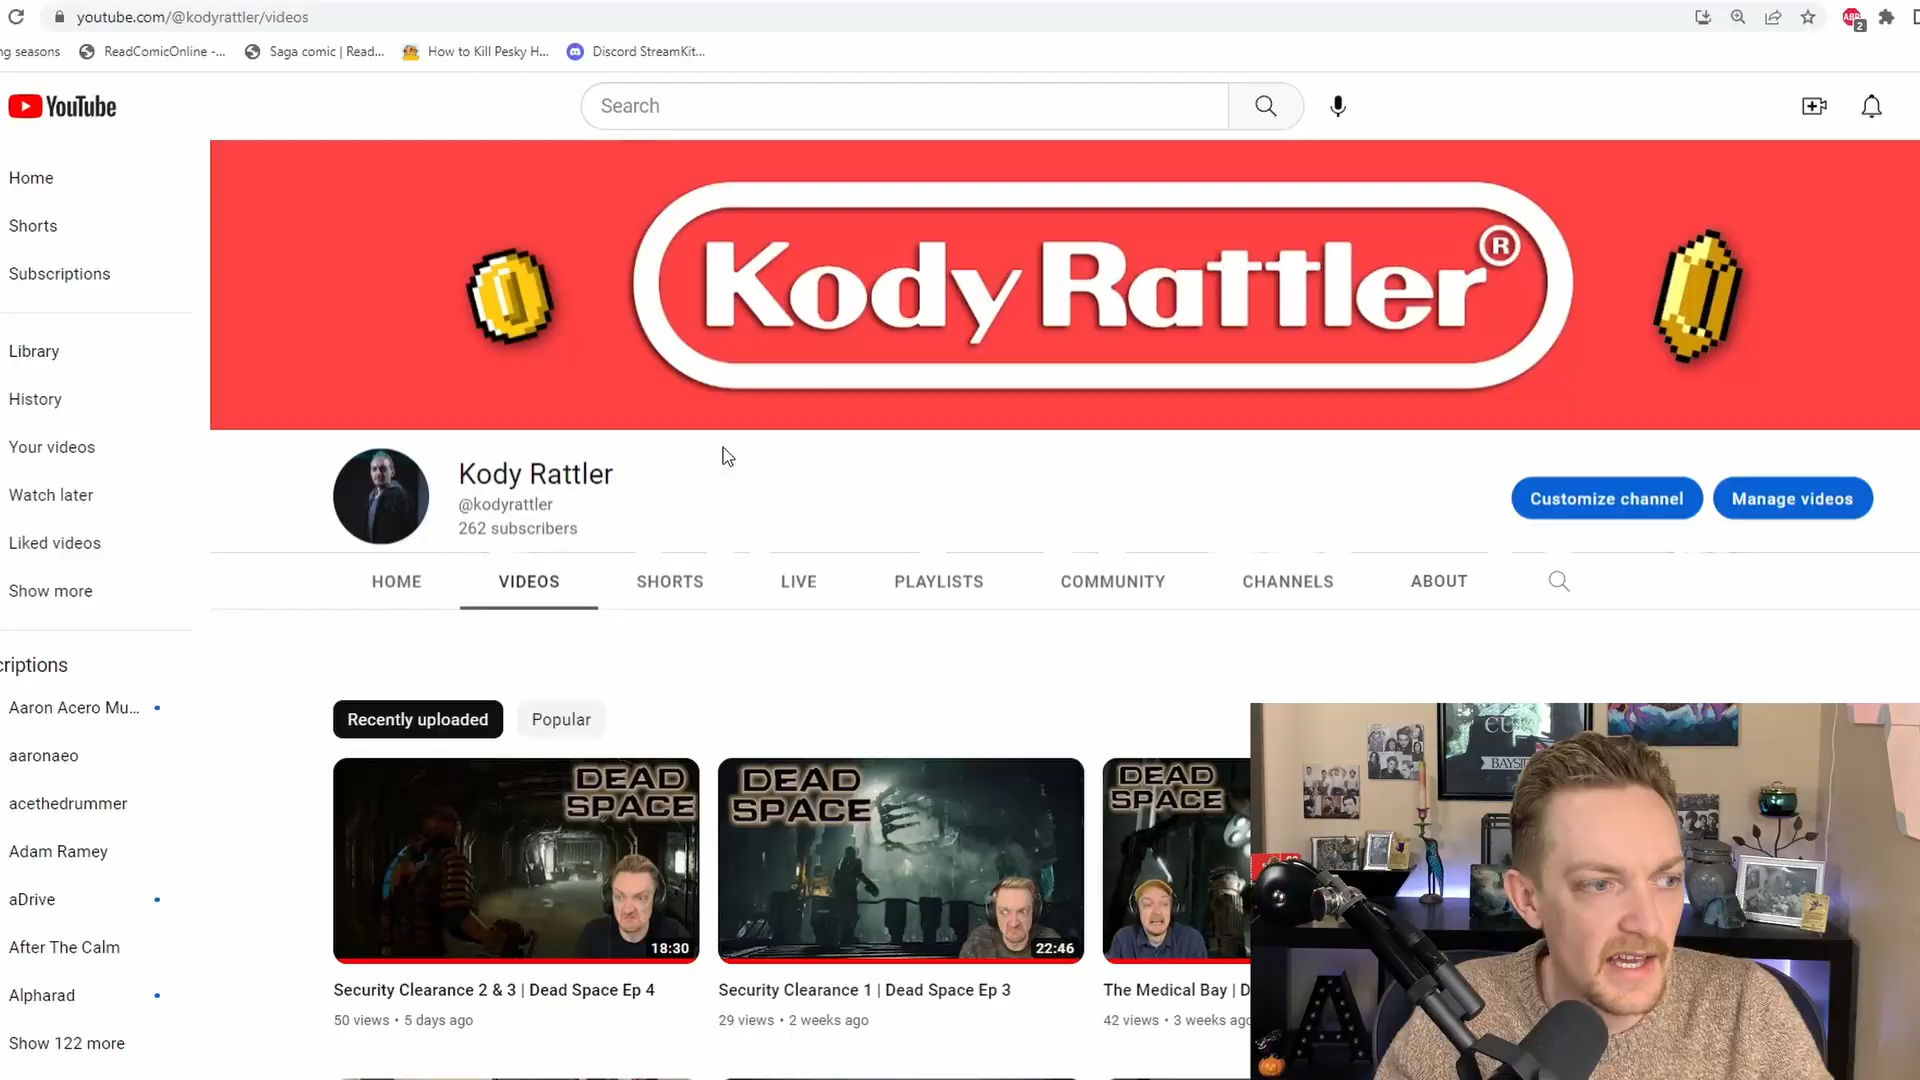 youtube.com/@kodyrattler/videos
ABP
2
ng seasons
ReadComicOnline -...
Saga comic | Read...
How to Kill Pesky H...
Discord StreamKit...
YouTube
Search
Home
Shorts
Subscriptions
Library
History
Your videos
Watch later
Liked videos
Show more
criptions
Aaron Acero Mu...
aaronaeo
acethedrummer
Adam Ramey
aDrive
After The Calm
Alpharad
Show 122 more
Kody Rattler®
Kody Rattler
@kodyrattler
262 subscribers
Customize channel
Manage videos
HOME
VIDEOS
SHORTS
LIVE
PLAYLISTS
COMMUNITY
CHANNELS
ABOUT
Recently uploaded
Popular
DEAD
SPACE
18:30
Security Clearance 2 & 3 | Dead Space Ep 4
50 views • 5 days ago
DEAD
SPACE
22:46
Security Clearance 1 | Dead Space Ep 3
29 views • 2 weeks ago
DEAD
SPACE
The Medical Bay | D
42 views • 3 weeks ago
A